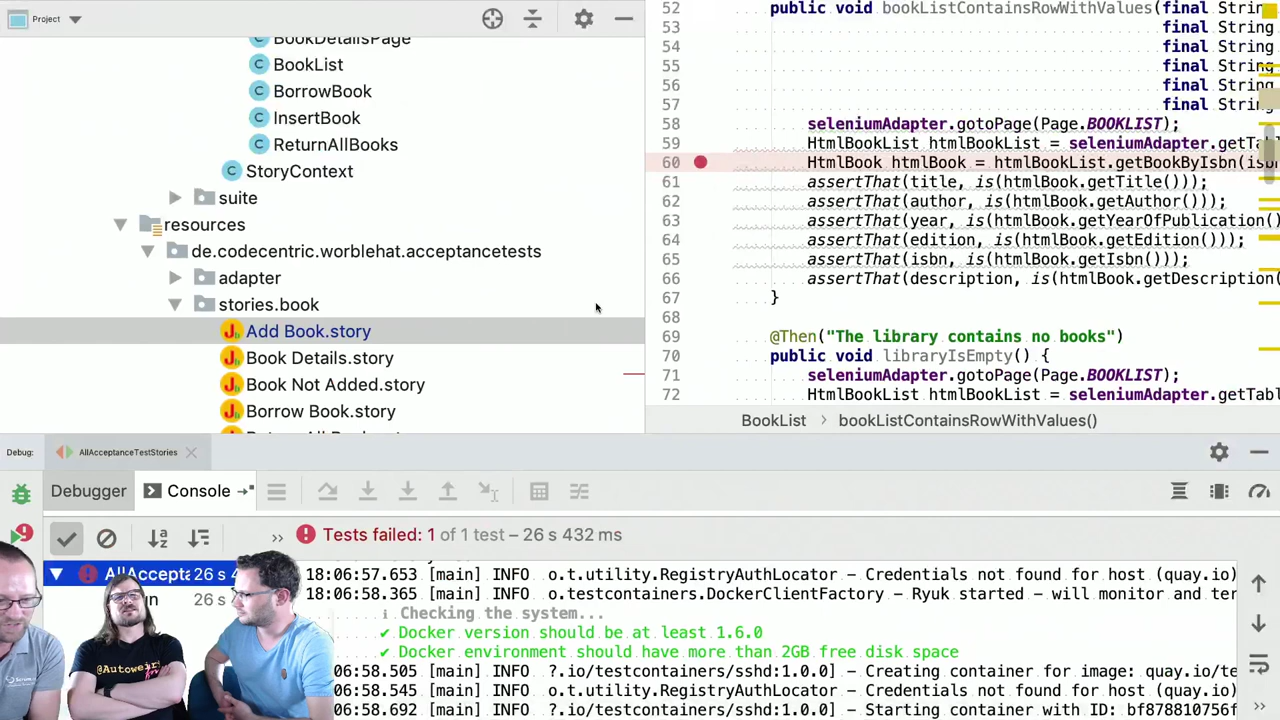 Project
BookDetailsPage
BookList
BorrowBook
InsertBook
ReturnAllBooks
StoryContext
suite
resources
de.codecentric.worblehat.acceptancetests
adapter
stories.book
Add Book.story
Book Details.story
Book Not Added.story
Borrow Book.story
52 public void bookListContainsRowWithValues(final Strin
53 final String
54 final String
55 final String
56 final String
57 final String
58 seleniumAdapter.gotoPage(Page.BOOKLIST);
59 HtmlBookList htmlBookList = seleniumAdapter.getTab
60 HtmlBook htmlBook = htmlBookList.getBookByIsbn(isb
61 assertThat(title, is(htmlBook.getTitle()));
62 assertThat(author, is(htmlBook.getAuthor()));
63 assertThat(year, is(htmlBook.getYearOfPublication()
64 assertThat(edition, is(htmlBook.getEdition()));
65 assertThat(isbn, is(htmlBook.getIsbn()));
66 assertThat(description, is(htmlBook.getDescription(
67 }
68
69 @Then("The library contains no books")
70 public void libraryIsEmpty() {
71 seleniumAdapter.gotoPage(Page.BOOKLIST);
72 HtmlBookList htmlBookList = seleniumAdapter.getTab
BookList > bookListContainsRowWithValues()
Debug: AllAcceptanceTestStories
Debugger Console
Tests failed: 1 of 1 test – 26 s 432 ms
AllAccepta 26 s 4
26 s
18:06:57.653 [main] INFO o.t.utility.RegistryAuthLocator - Credentials not found for host (quay.io)
18:06:58.365 [main] INFO o.testcontainers.DockerClientFactory - Ryuk started - will monitor and ter
ℹ Checking the system...
✔ Docker version should be at least 1.6.0
✔ Docker environment should have more than 2GB free disk space
06:58.505 [main] INFO ?.io/testcontainers/sshd:1.0.0] - Creating container for image: quay.io/te
06:58.545 [main] INFO o.t.utility.RegistryAuthLocator - Credentials not found for host (quay.io)
06:58.692 [main] INFO ?.io/testcontainers/sshd:1.0.0] - Starting container with ID: bf878810756f